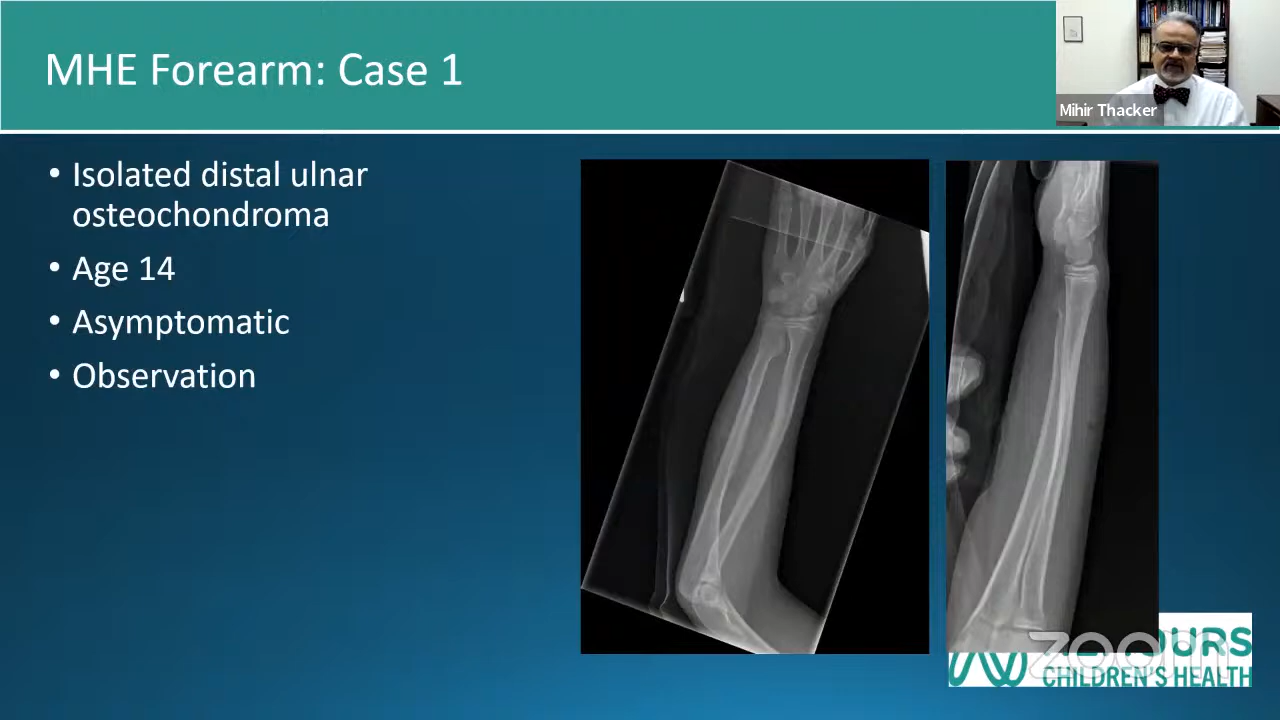 MHE Forearm: Case 1
Mihir Thacker
• Isolated distal ulnar
osteochondroma
• Age 14
• Asymptomatic
• Observation
zoom
CHILDREN'S HEALTH